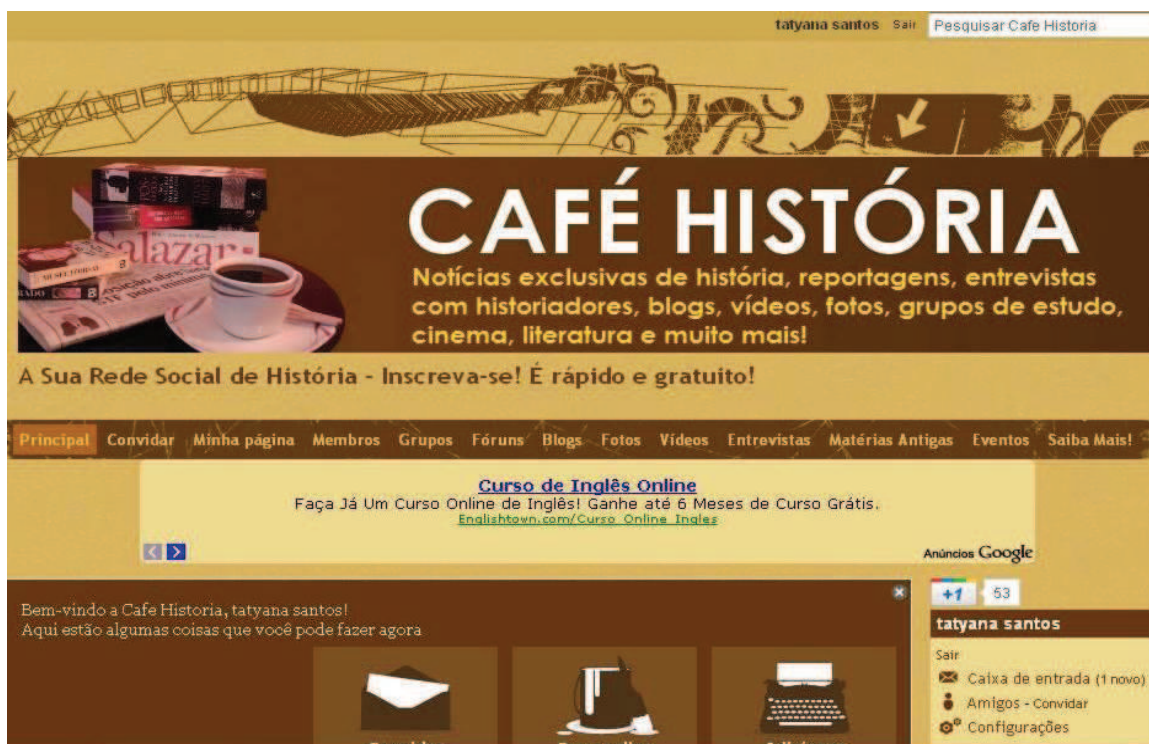 tatyana santos Sair Pesquisar Cafe Historia
Salazar
CAFÉ HISTÓRIA
Notícias exclusivas de história, reportagens, entrevistas
com historiadores, blogs, vídeos, fotos, grupos de estudo,
cinema, literatura e muito mais!
A Sua Rede Social de História - Inscreva-se! É rápido e gratuito!
Principal Convidar Minha página Membros Grupos Fóruns Blogs Fotos Vídeos Entrevistas Matérias Antigas Eventos Saiba Mais!
Curso de Inglês Online
Faça Já Um Curso Online de Inglês! Ganhe até 6 Meses de Curso Grátis.
Englishtown.com/Curso_Online_Ingles
Anúncios Google
Bem-vindo a Cafe Historia, tatyana santos!
Aqui estão algumas coisas que você pode fazer agora
+1 53
tatyana santos
Sair
Caixa de entrada (1 novo)
Amigos - Convidar
Configurações